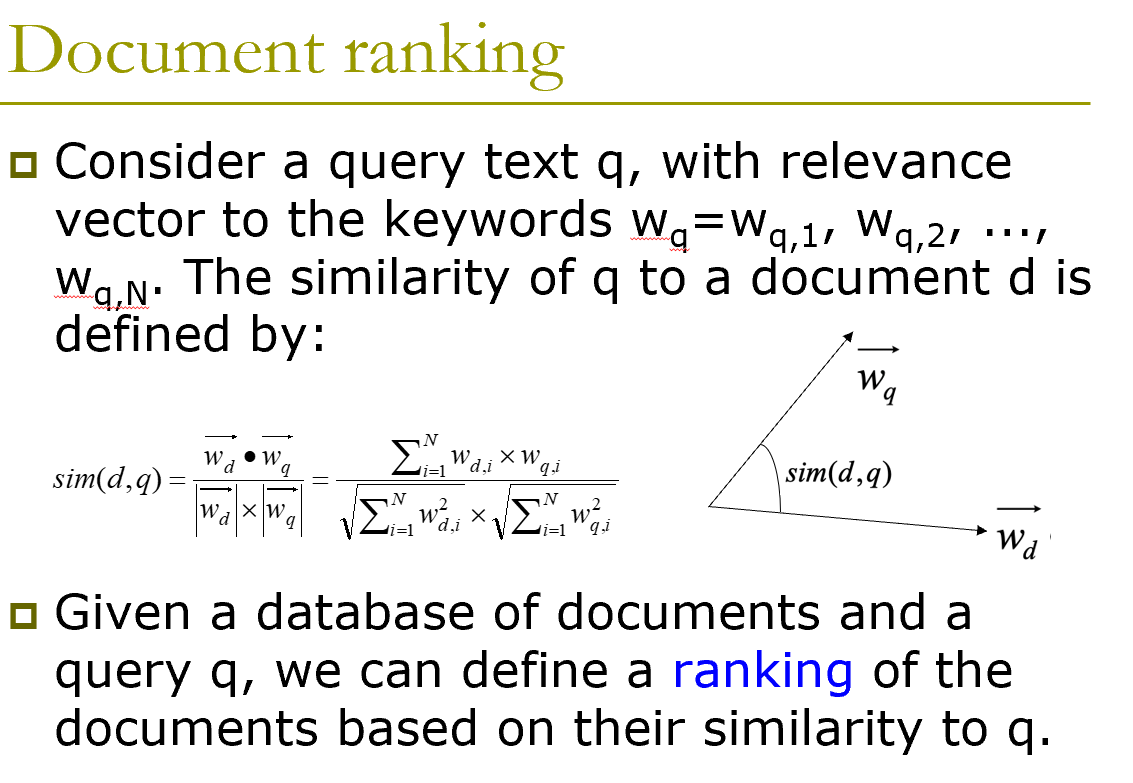 Document ranking
Consider a query text q, with relevance
vector to the keywords w_q=w_{q,1}, w_{q,2}, ...,
w_{q,N}. The similarity of q to a document d is
defined by:
$sim(d,q) = \frac{\overrightarrow{w_d} \bullet \overrightarrow{w_q}}{|\overrightarrow{w_d}| \times |\overrightarrow{w_q}|} = \frac{\sum_{i=1}^{N} w_{d,i} \times w_{q,i}}{\sqrt{\sum_{i=1}^{N} w_{d,i}^2} \times \sqrt{\sum_{i=1}^{N} w_{q,i}^2}}$
$\overrightarrow{w_q}$
sim(d,q)
$\overrightarrow{w_d}$
Given a database of documents and a
query q, we can define a ranking of the
documents based on their similarity to q.